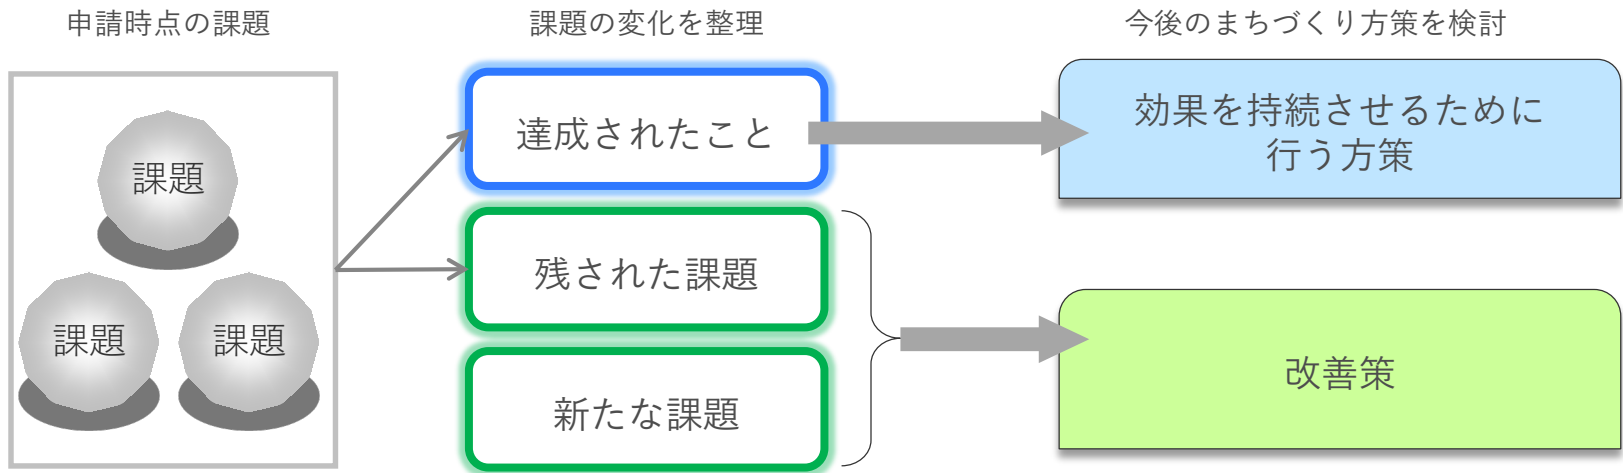 申請時点の課題
課題の変化を整理
今後のまちづくり方策を検討
課題
課題
課題
達成されたこと
残された課題
新たな課題
効果を持続させるために
行う方策
改善策